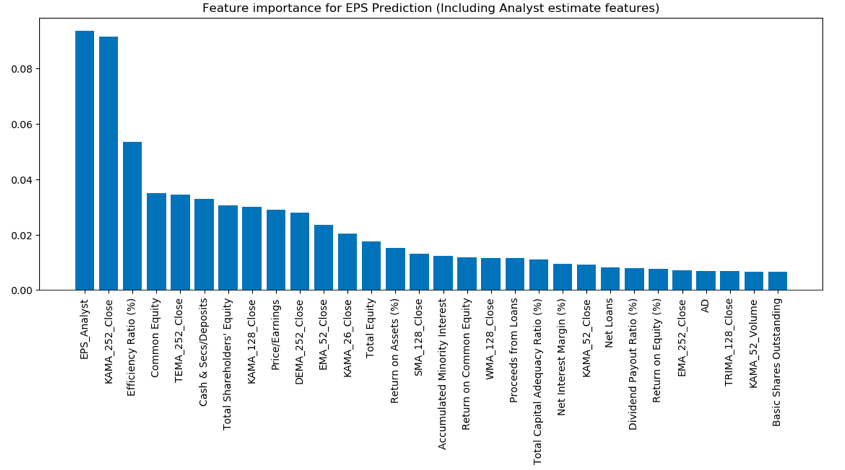 Feature importance for EPS Prediction (Including Analyst estimate features)
0.08
0.06
0.04
0.02
0.00
EPS_Analyst
KAMA_252_Close
Efficiency Ratio (%)
Common Equity
TEMA_252_Close
Cash & Secs/Deposits
Total Shareholders' Equity
KAMA_128_Close
Price/Earnings
DEMA_252_Close
EMA_52_Close
KAMA_26_Close
Total Equity
Return on Assets (%)
SMA_128_Close
Accumulated Minority Interest
Return on Common Equity
WMA_128_Close
Proceeds from Loans
Total Capital Adequacy Ratio (%)
Net Interest Margin (%)
KAMA_52_Close
Net Loans
Dividend Payout Ratio (%)
Return on Equity (%)
EMA_252_Close
AD
TRIMA_128_Close
KAMA_52_Volume
Basic Shares Outstanding